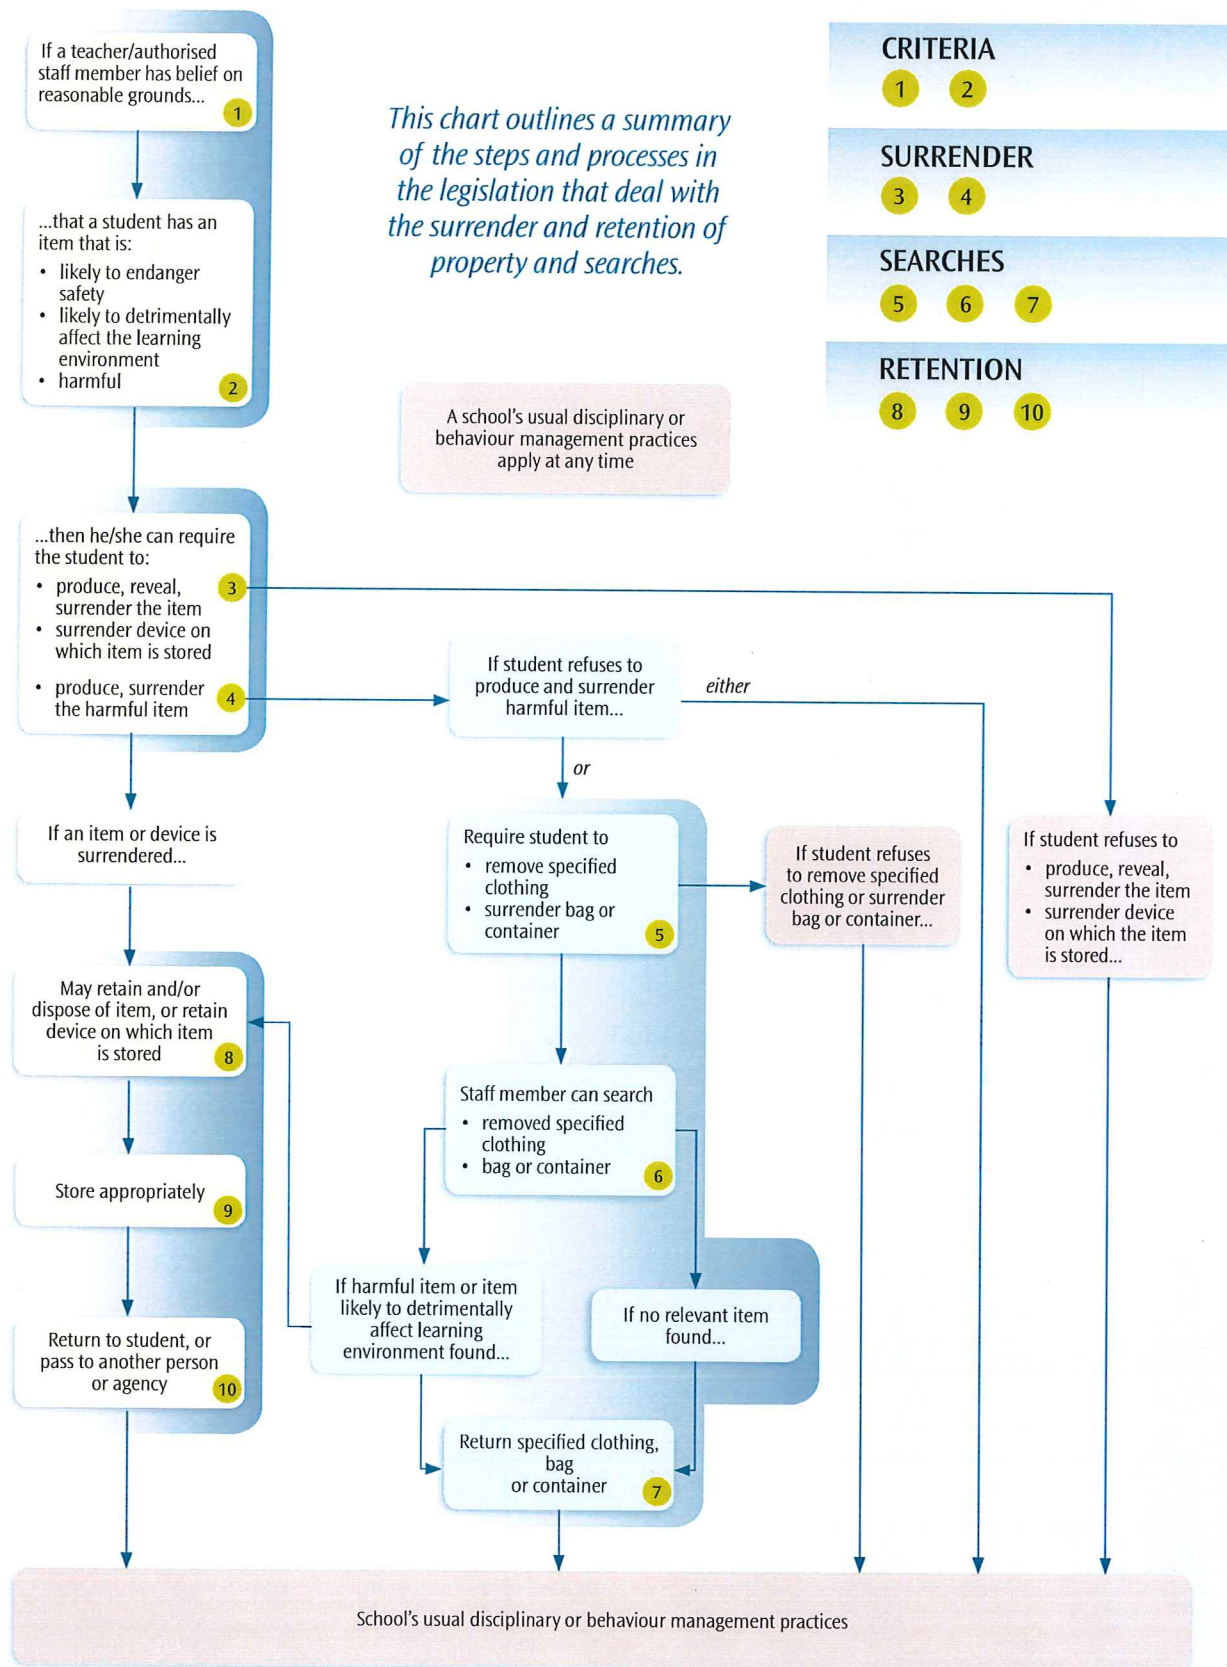 If a teacher/authorised
staff member has belief on
reasonable grounds...
1
...that a student has an
item that is:
• likely to endanger
safety
• likely to detrimentally
affect the learning
environment
• harmful
2
This chart outlines a summary
of the steps and processes in
the legislation that deal with
the surrender and retention of
property and searches.
A school's usual disciplinary or
behaviour management practices
apply at any time
CRITERIA
1 2
SURRENDER
3 4
SEARCHES
5 6 7
RETENTION
8 9 10
...then he/she can require
the student to:
• produce, reveal,
surrender the item
3
• surrender device on
which item is stored
• produce, surrender
the harmful item
4
If student refuses to
produce and surrender
harmful item...
either
or
If an item or device is
surrendered...
Require student to
• remove specified
clothing
• surrender bag or
container
5
If student refuses
to remove specified
clothing or surrender
bag or container...
If student refuses to
• produce, reveal,
surrender the item
• surrender device
on which the item
is stored...
May retain and/or
dispose of item, or retain
device on which item
is stored
8
Staff member can search
• removed specified
clothing
• bag or container
6
Store appropriately
9
If harmful item or item
likely to detrimentally
affect learning
environment found...
If no relevant item
found...
Return to student, or
pass to another person
or agency
10
Return specified clothing,
bag
or container
7
School's usual disciplinary or behaviour management practices